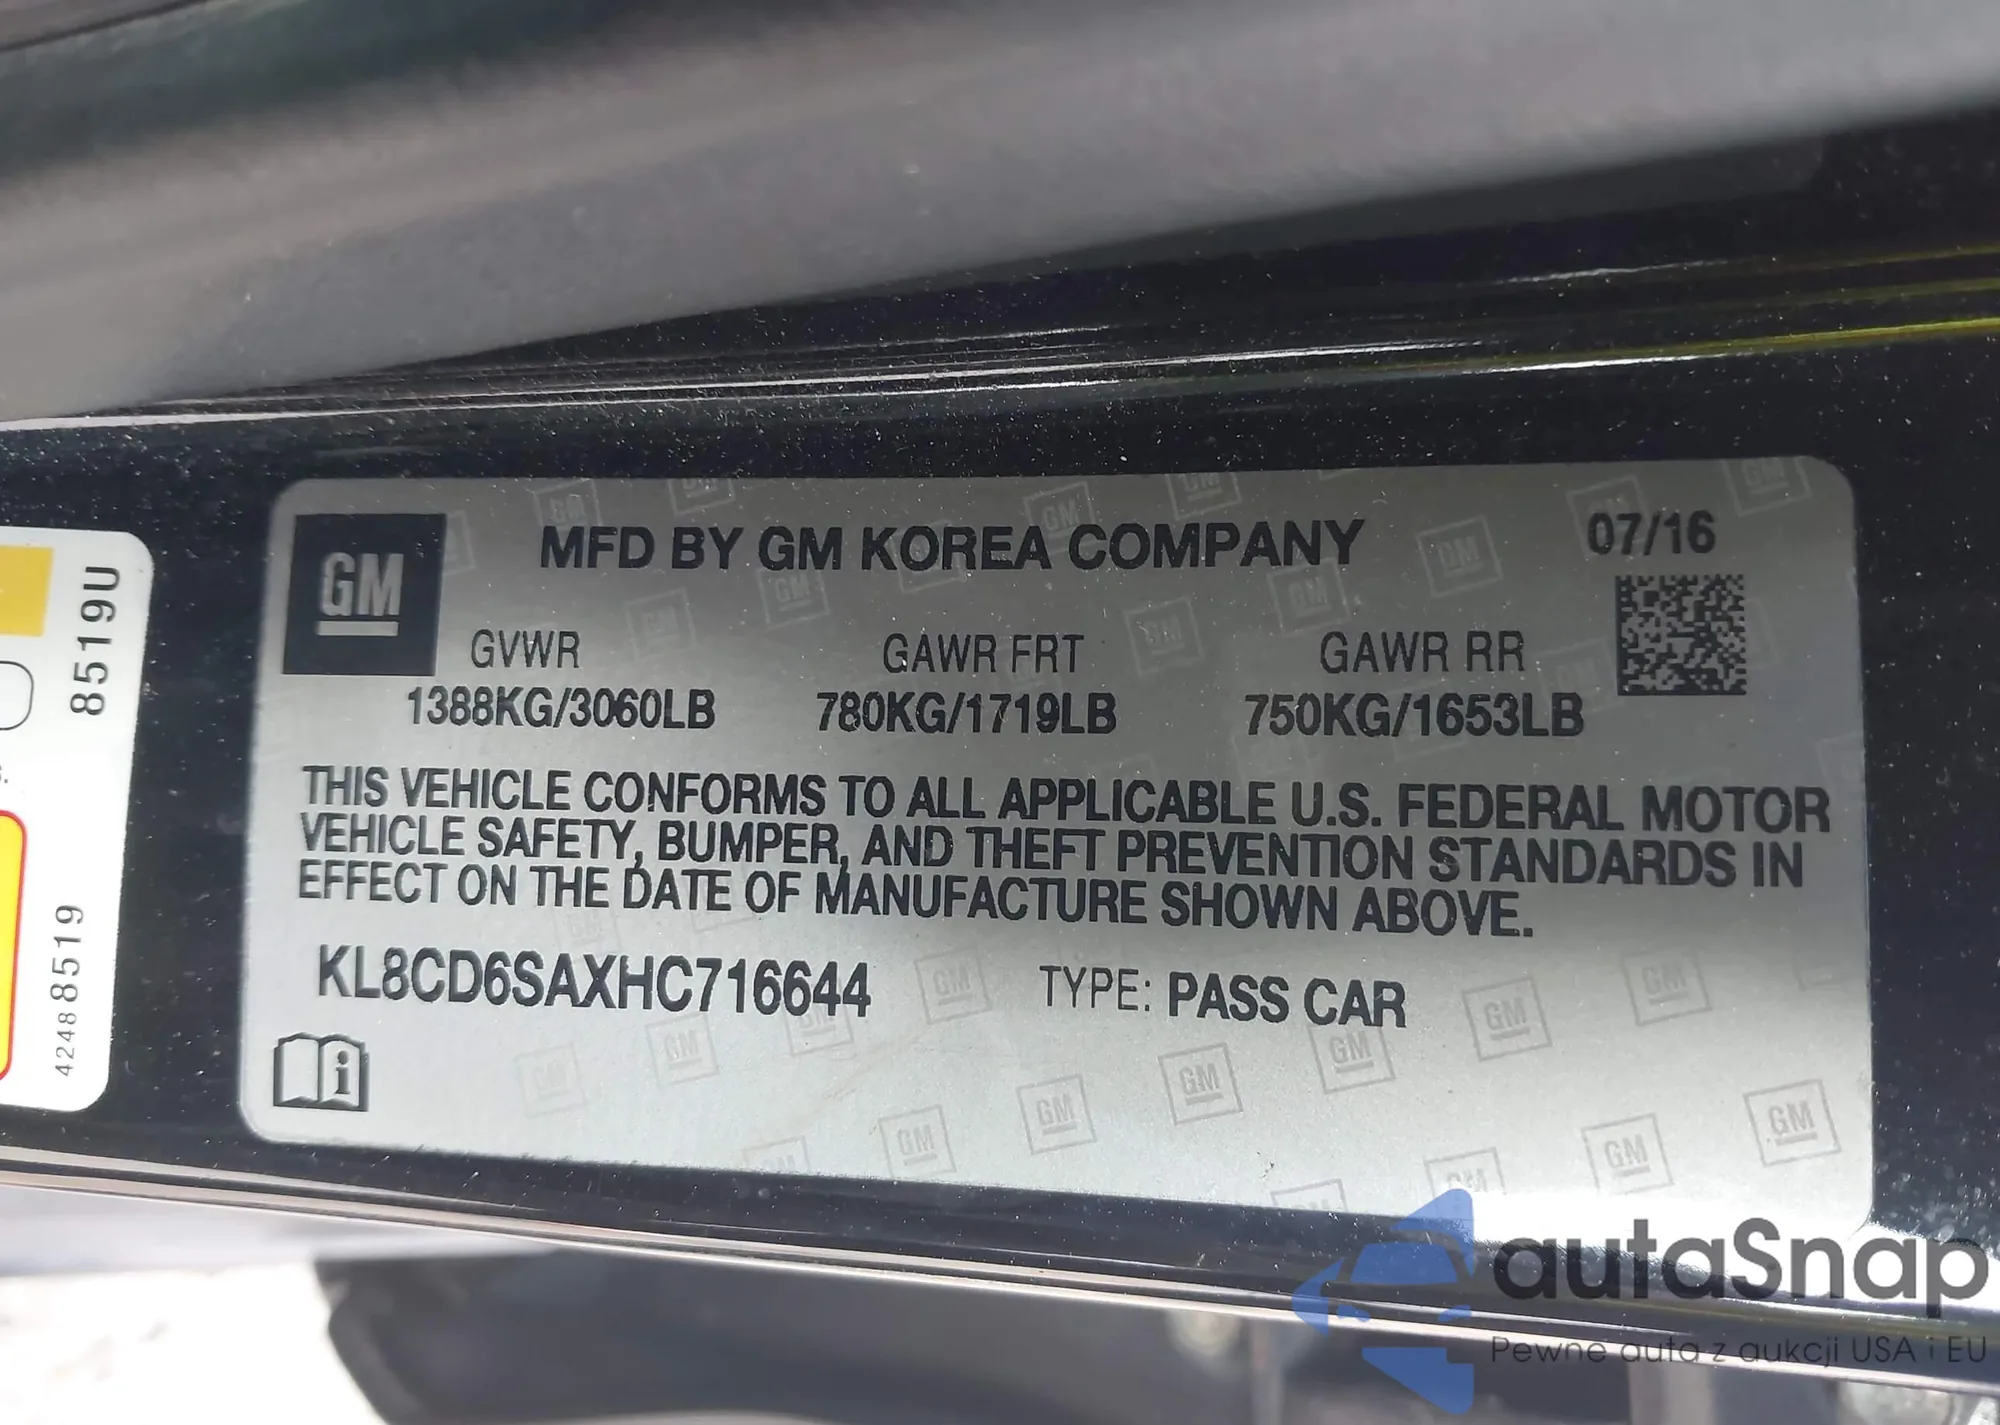 GM
MFD BY GM KOREA COMPANY
07/16
GVWR GAWR FRT GAWR RR
1388KG/3060LB 780KG/1719LB 750KG/1653LB
THIS VEHICLE CONFORMS TO ALL APPLICABLE U.S. FEDERAL MOTOR
VEHICLE SAFETY, BUMPER, AND THEFT PREVENTION STANDARDS IN
EFFECT ON THE DATE OF MANUFACTURE SHOWN ABOVE.
KL8CD6SAXHC716644 TYPE: PASS CAR
i
8519U
42488519
autaSnap
Pewne auta z aukcji USA i EU